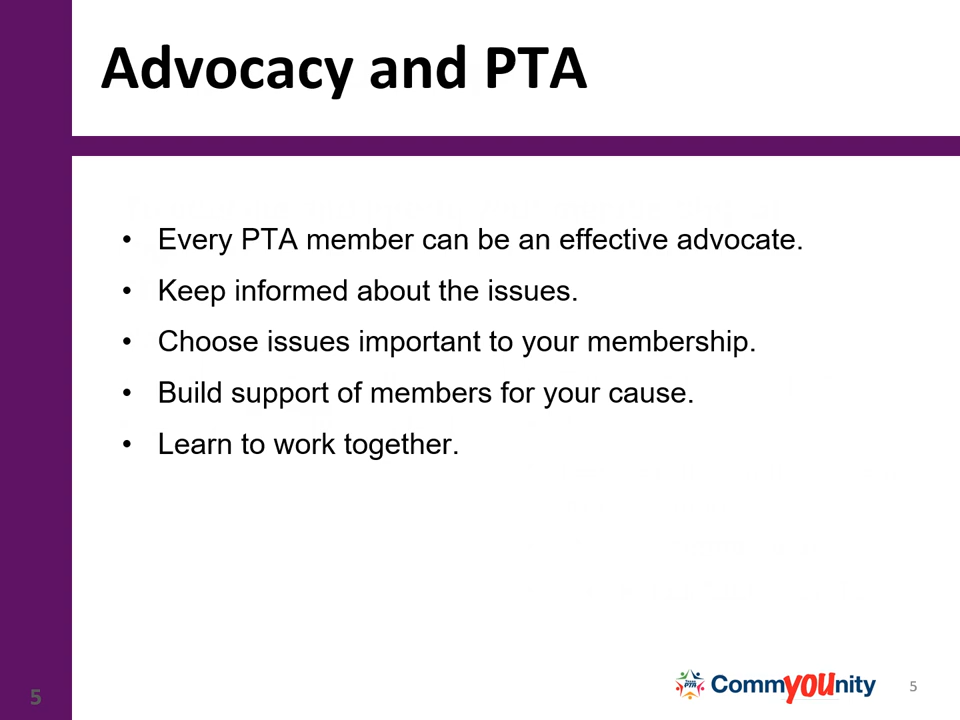 Advocacy and PTA
• Every PTA member can be an effective advocate.
• Keep informed about the issues.
• Choose issues important to your membership.
• Build support of members for your cause.
• Learn to work together.
5
PTA
CommYOUnity
5